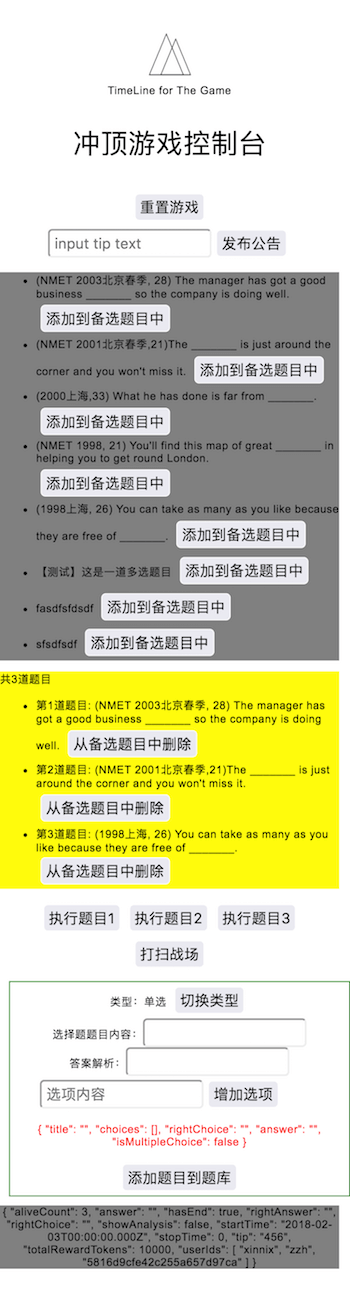 TimeLine for The Game
冲顶游戏控制台
重置游戏
input tip text 发布公告
(NMET 2003北京春季, 28) The manager has got a good
business _______ so the company is doing well.
添加到备选题目中
(NMET 2001北京春季,21)The _______ is just around the
corner and you won't miss it. 添加到备选题目中
(2000上海,33) What he has done is far from _______.
添加到备选题目中
(NMET 1998, 21) You'll find this map of great _______ in
helping you to get round London.
添加到备选题目中
(1998上海, 26) You can take as many as you like because
they are free of _______. 添加到备选题目中
【测试】这是一道多选题目 添加到备选题目中
fasdfsfdsdf 添加到备选题目中
sfsdfsdf 添加到备选题目中
共3道题目
第1道题目: (NMET 2003北京春季, 28) The manager has
got a good business _______ so the company is doing
well. 从备选题目中删除
第2道题目: (NMET 2001北京春季,21)The _______ is just
around the corner and you won't miss it.
从备选题目中删除
第3道题目: (1998上海, 26) You can take as many as you
like because they are free of _______.
从备选题目中删除
执行题目1 执行题目2 执行题目3
打扫战场
类型：单选 切换类型
选择题题目内容：
答案解析：
选项内容 增加选项
{ "title": "", "choices": [], "rightChoice": "", "answer": "",
"isMultipleChoice": false }
添加题目到题库
{ "aliveCount": 3, "answer": "", "hasEnd": true, "rightAnswer": "",
"rightChoice": "", "showAnalysis": false, "startTime": "2018-02-
03T00:00:00.000Z", "stopTime": 0, "tip": "456",
"totalRewardTokens": 10000, "userIds": [ "xinnix", "zzh",
"5816d9cfe42c255a657d97ca" ] }